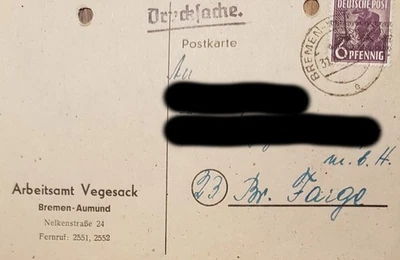 Drucksache.
Postkarte
DEUTSCHE POST
6 PFENNIG
BREMEN
An
m. b. H.
23 Br. Farge
Arbeitsamt Vegesack
Bremen-Aumund
Nelkenstraße 24
Fernruf: 2551, 2552